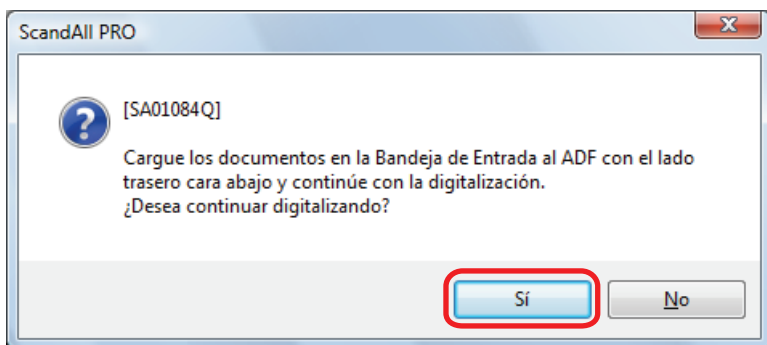 ScandAll PRO
[SA01084Q]
Cargue los documentos en la Bandeja de Entrada al ADF con el lado
trasero cara abajo y continúe con la digitalización.
¿Desea continuar digitalizando?
Sí
No